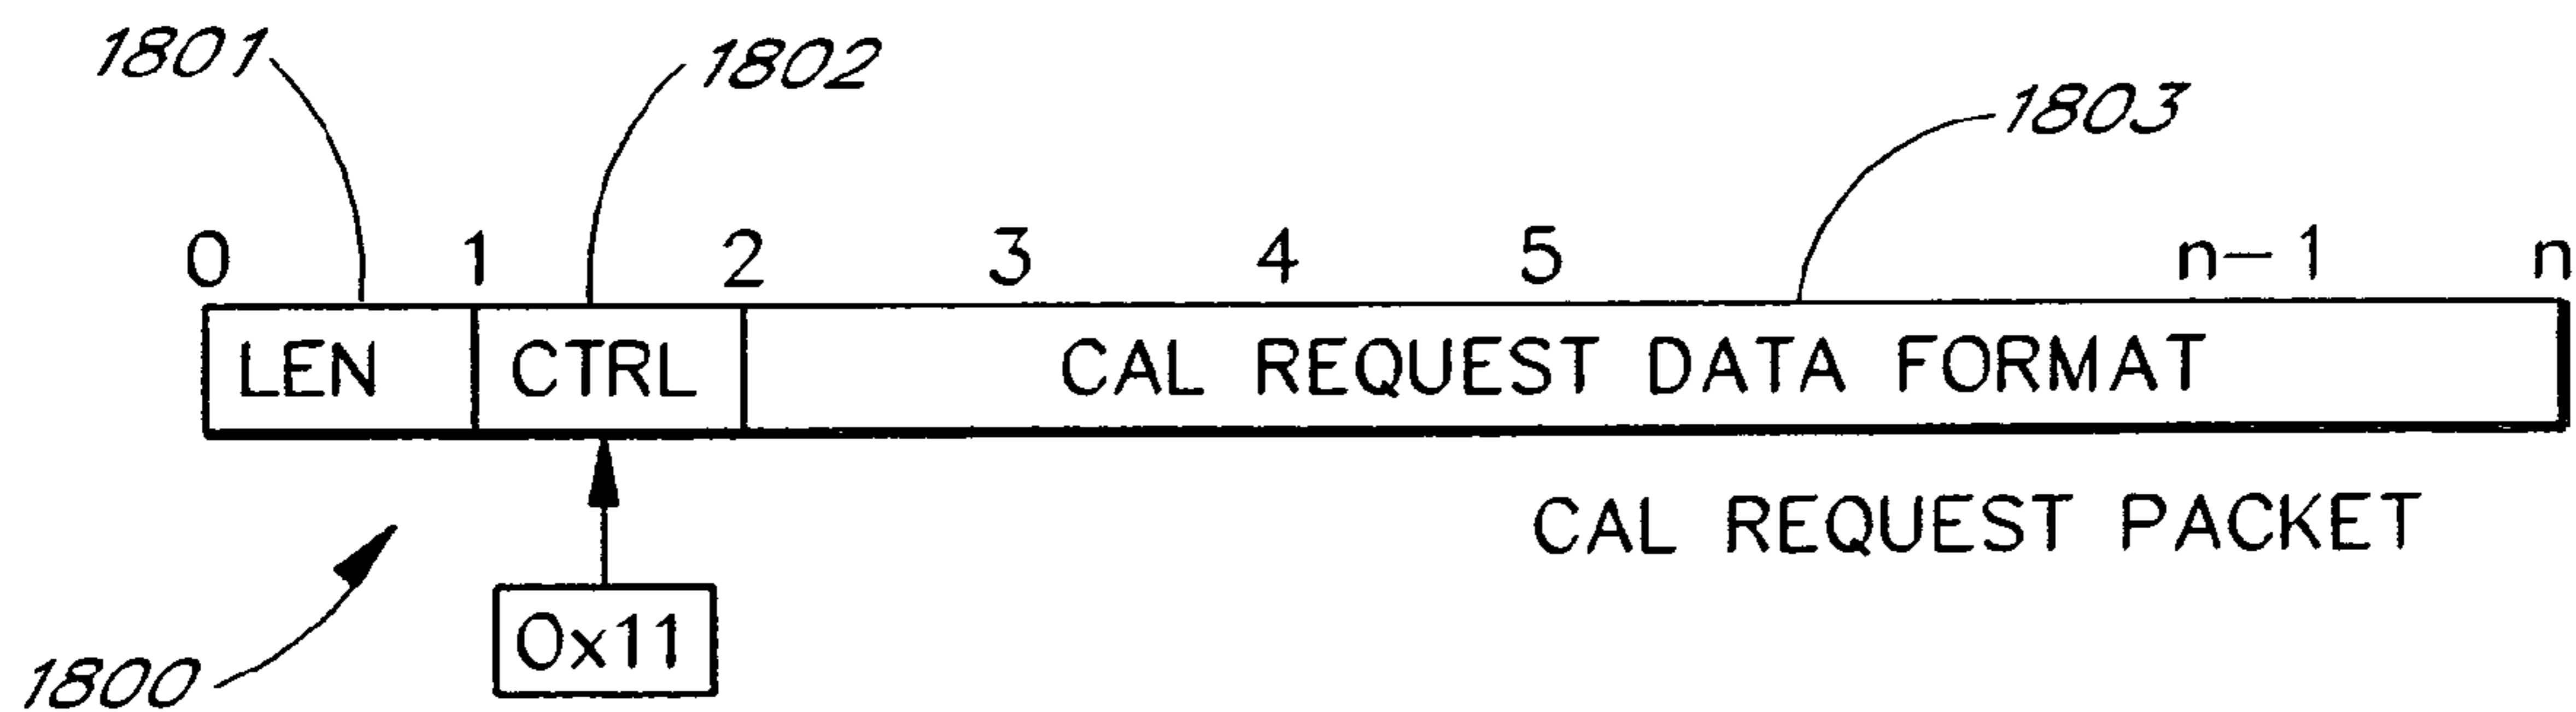 1801 1802 1803
0 1 2 3 4 5 n-1 n
LEN CTRL CAL REQUEST DATA FORMAT
CAL REQUEST PACKET
0x11
1800